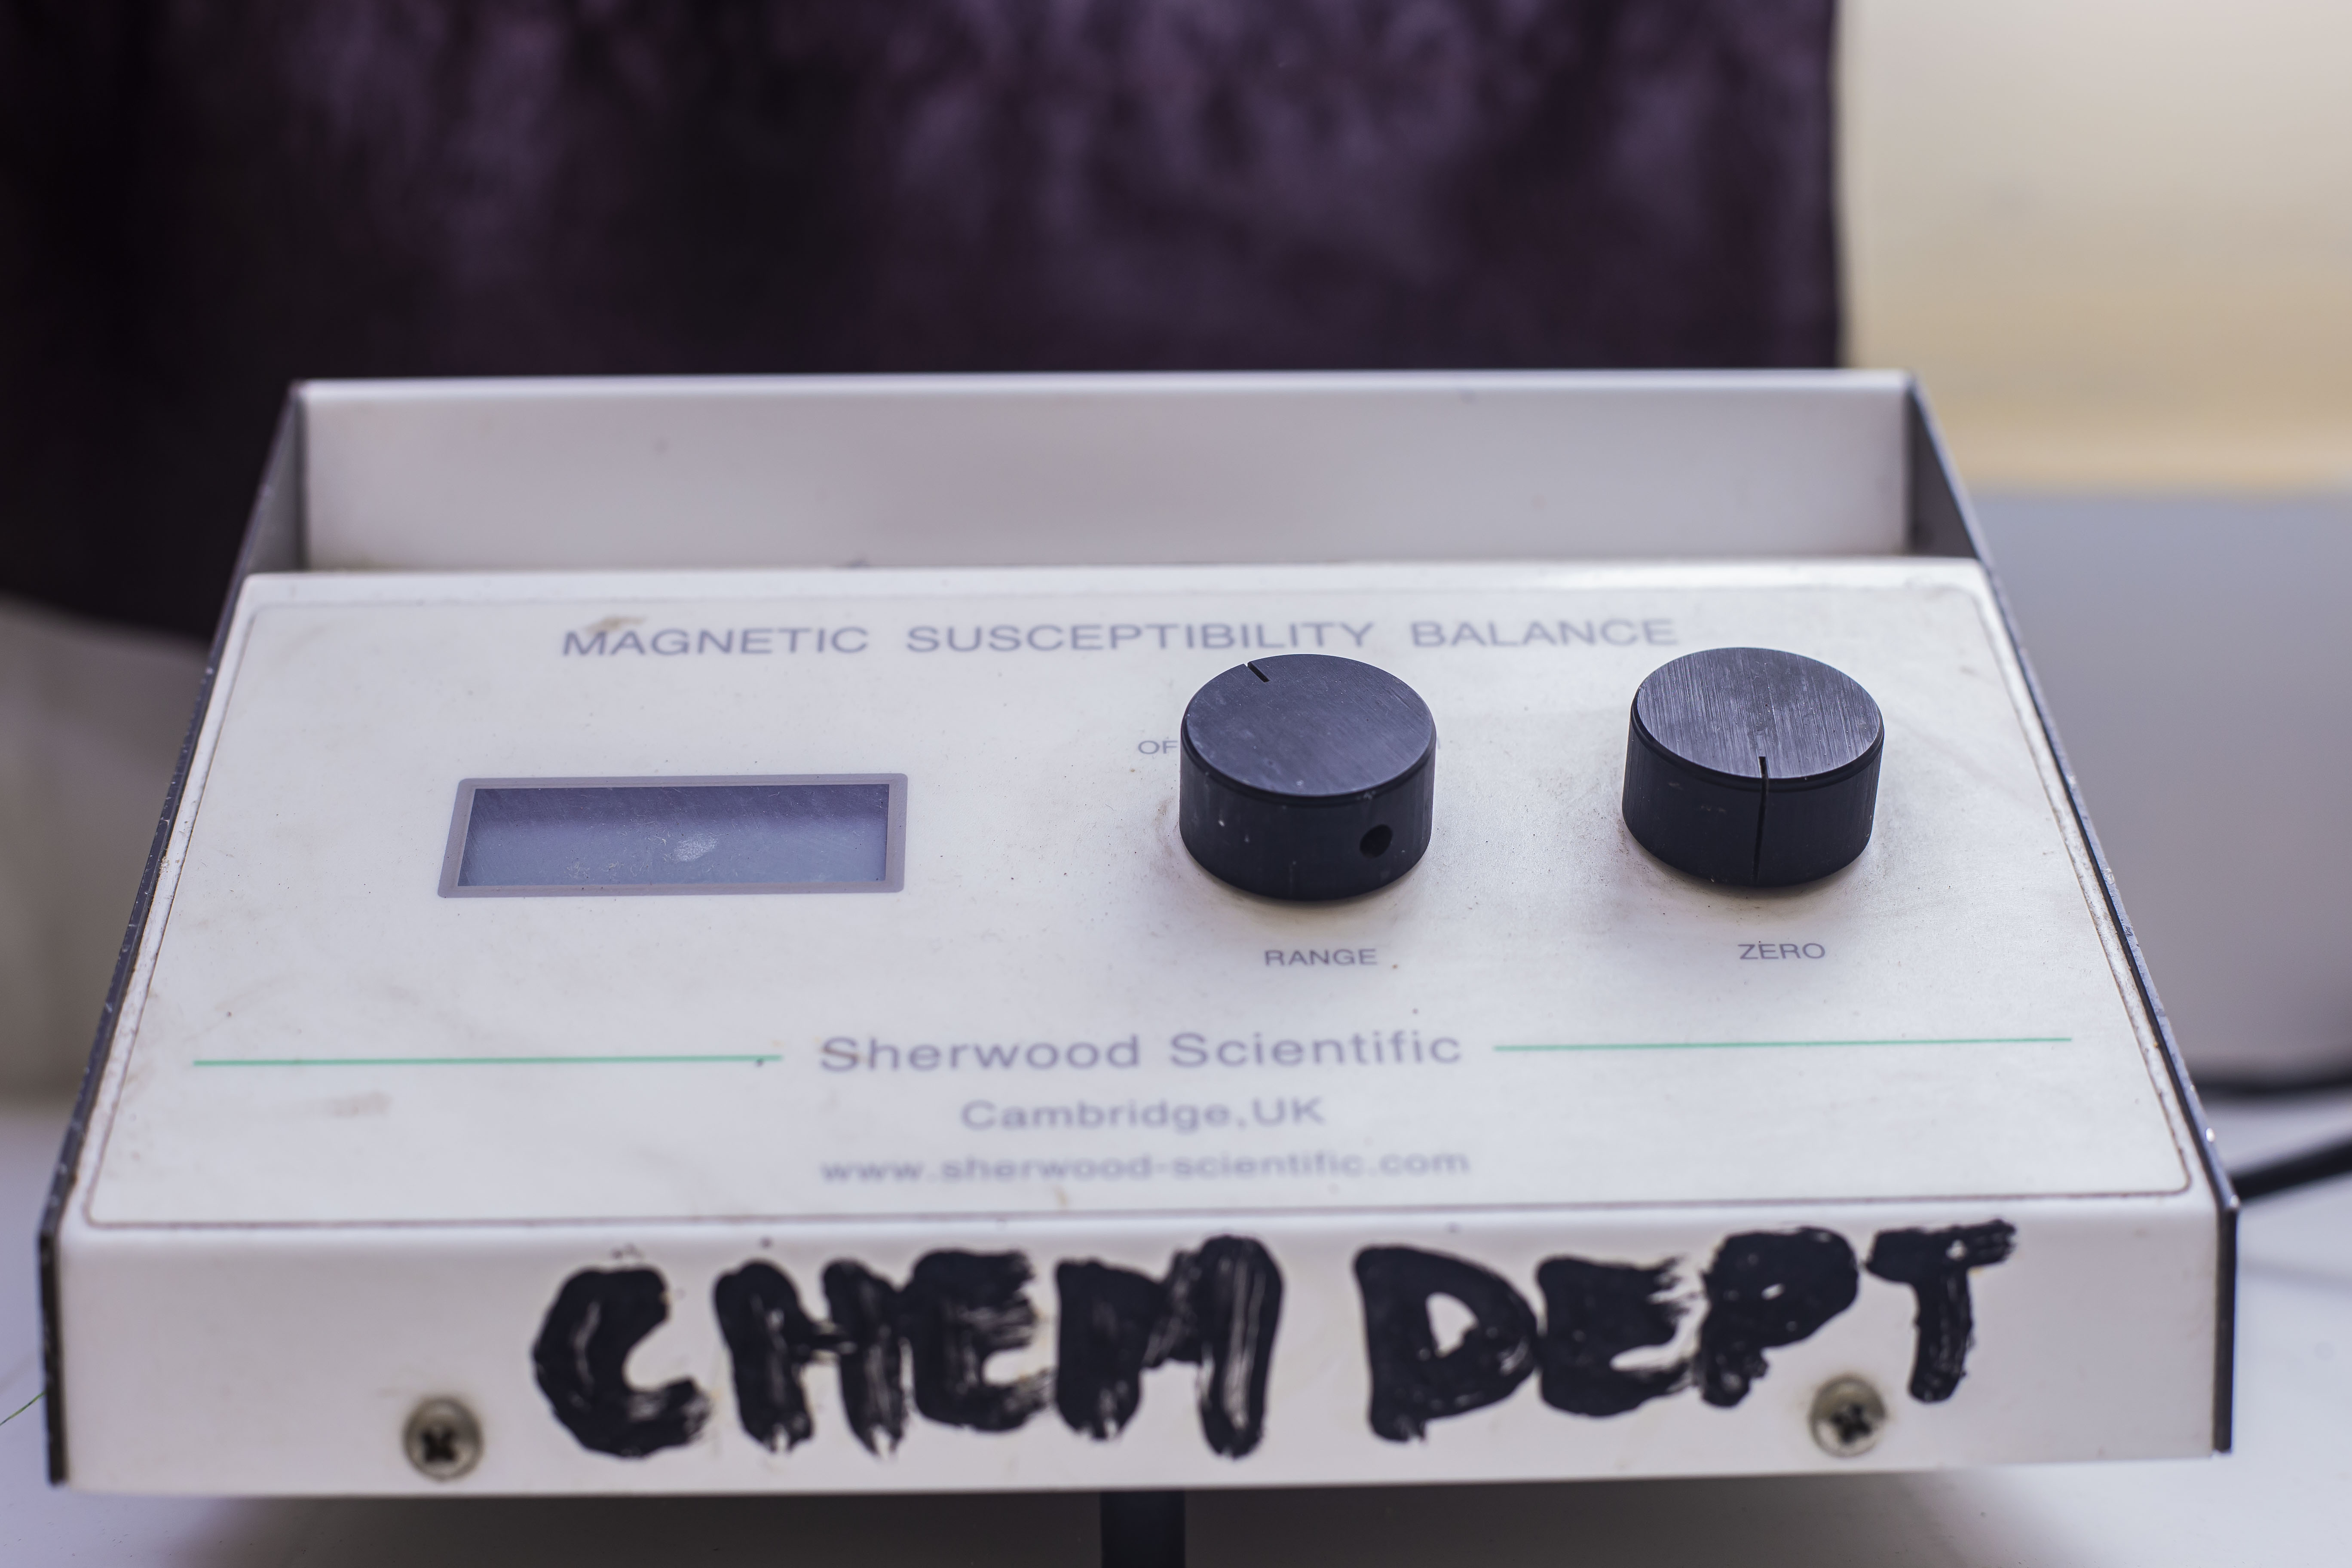 MAGNETIC SUSCEPTIBILITY BALANCE
RANGE
ZERO
Sherwood Scientific
Cambridge,UK
www.sherwood-scientific.com
CHEM DEPT